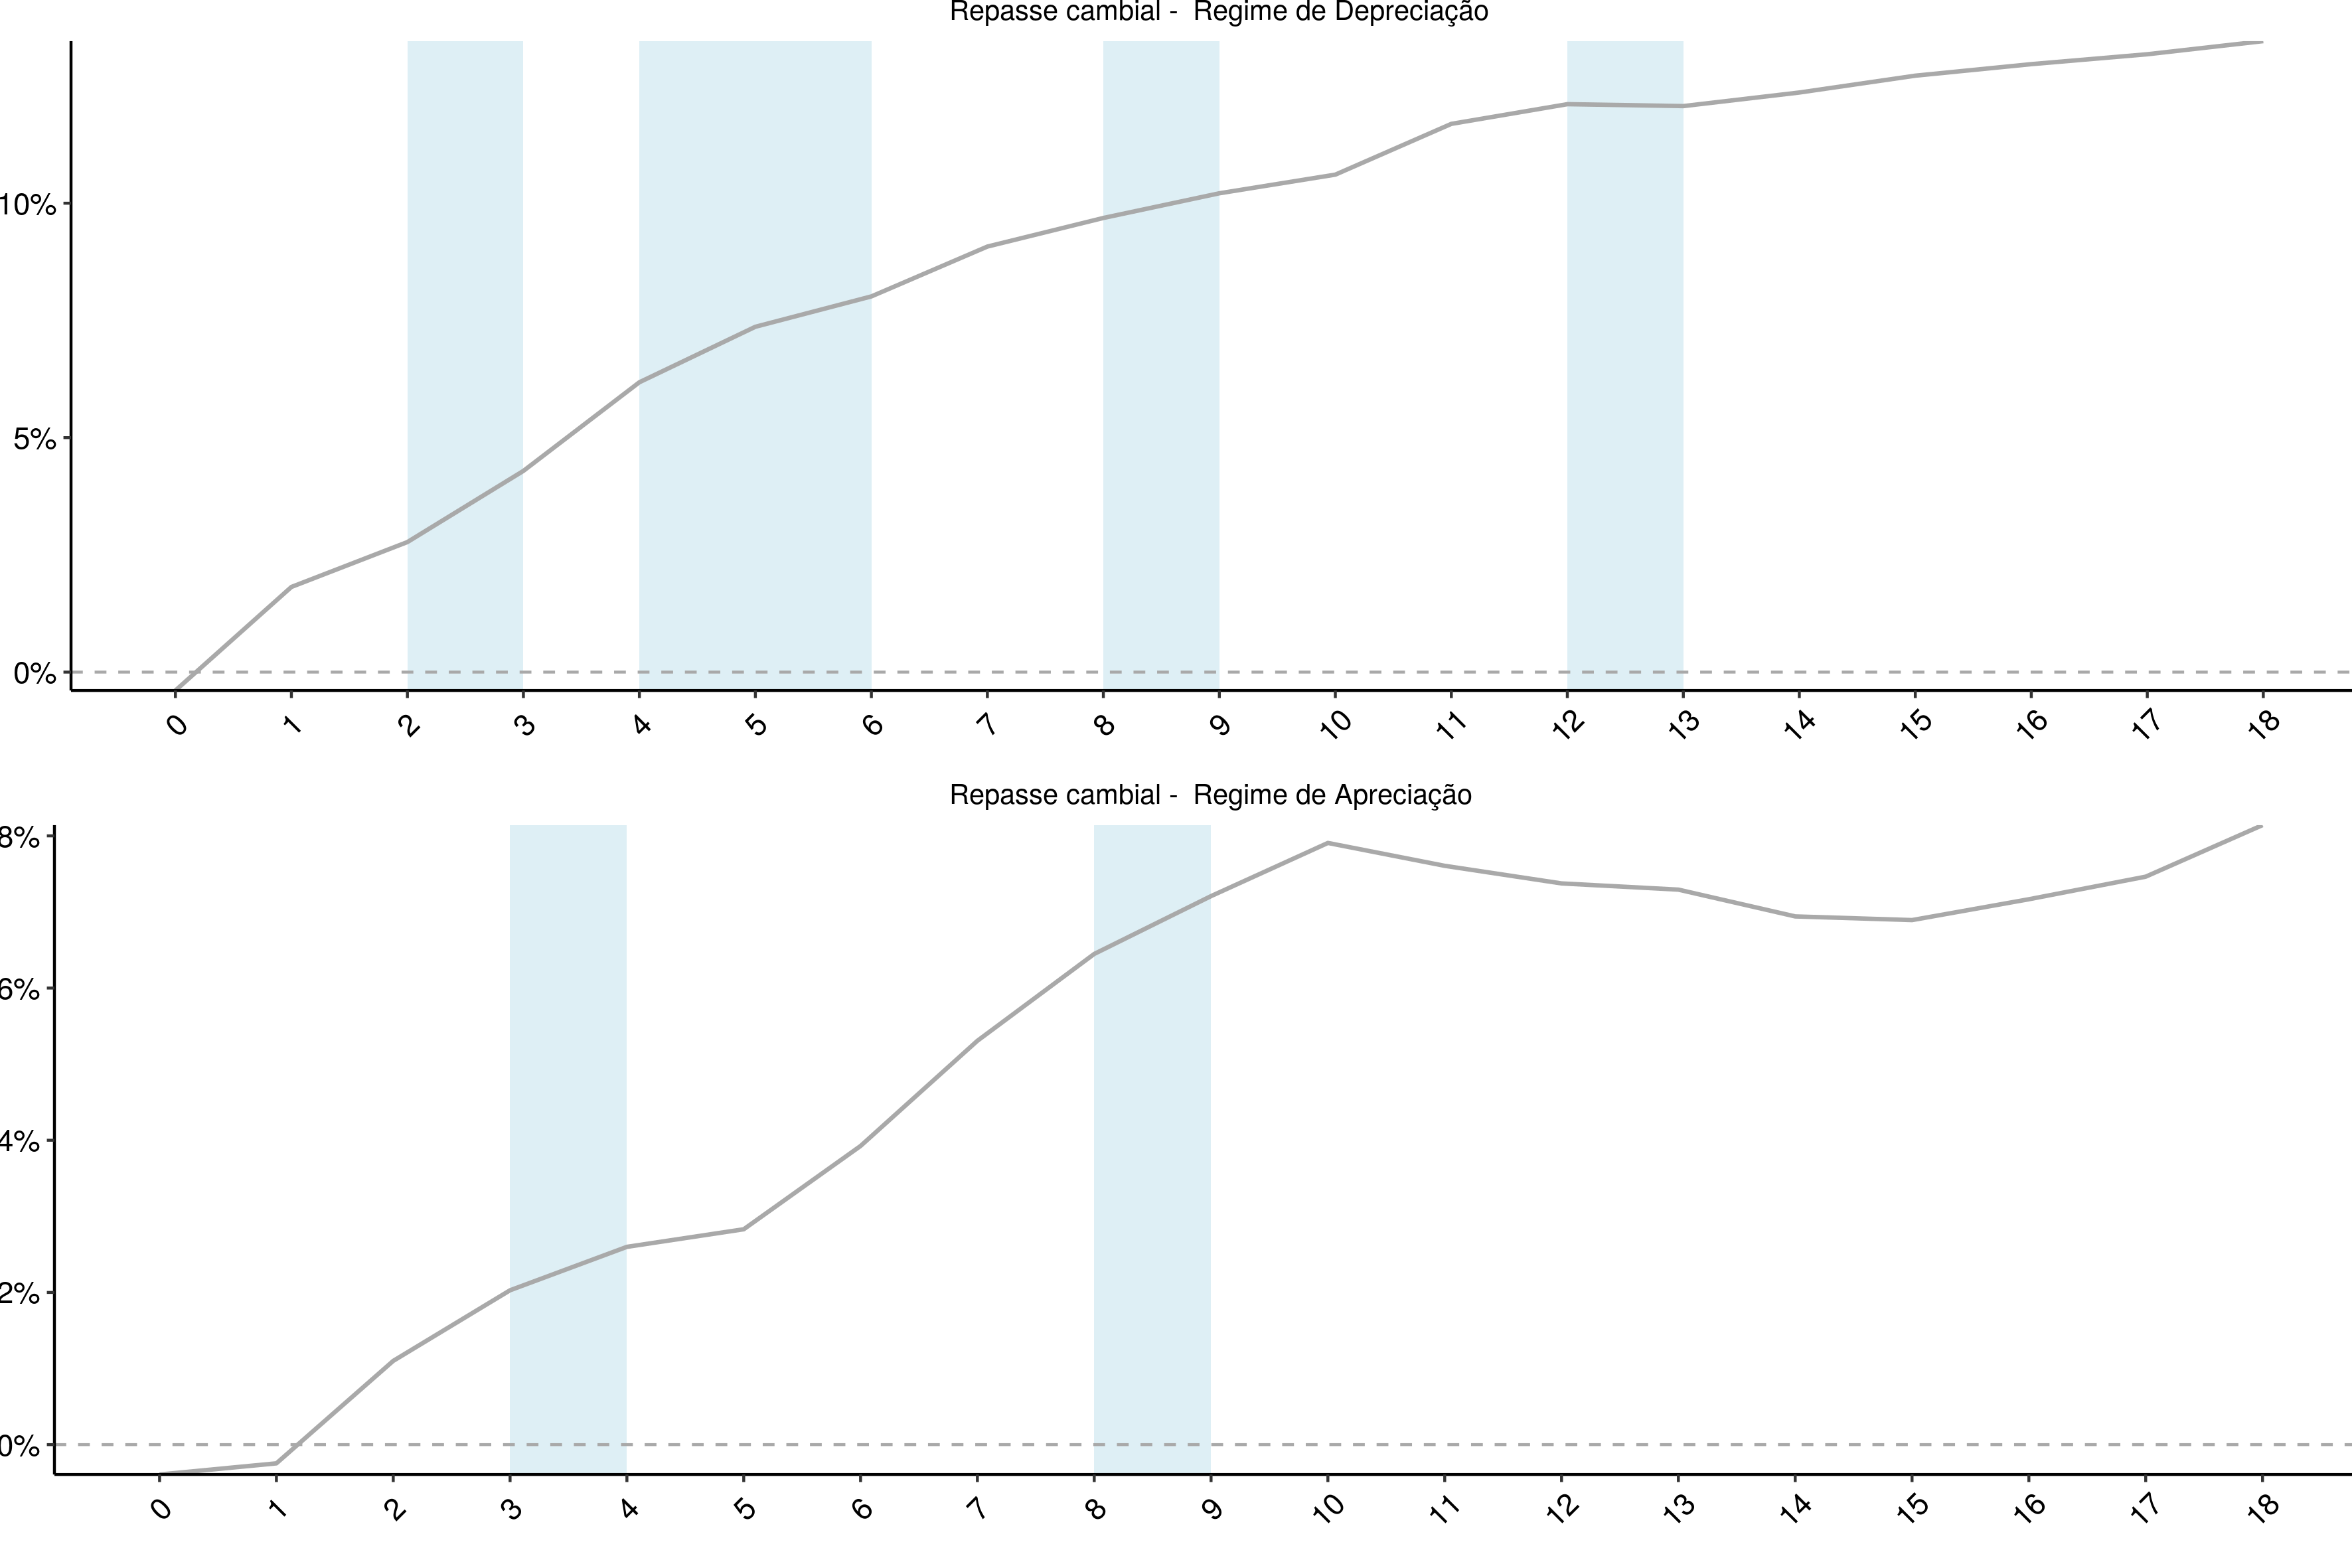 Repasse cambial -  Regime de Depreciação
10%
5%
0%
0 1 2 3 4 5 6 7 8 9 10 11 12 13 14 15 16 17 18
Repasse cambial -  Regime de Apreciação
8%
6%
4%
2%
0%
0 1 2 3 4 5 6 7 8 9 10 11 12 13 14 15 16 17 18